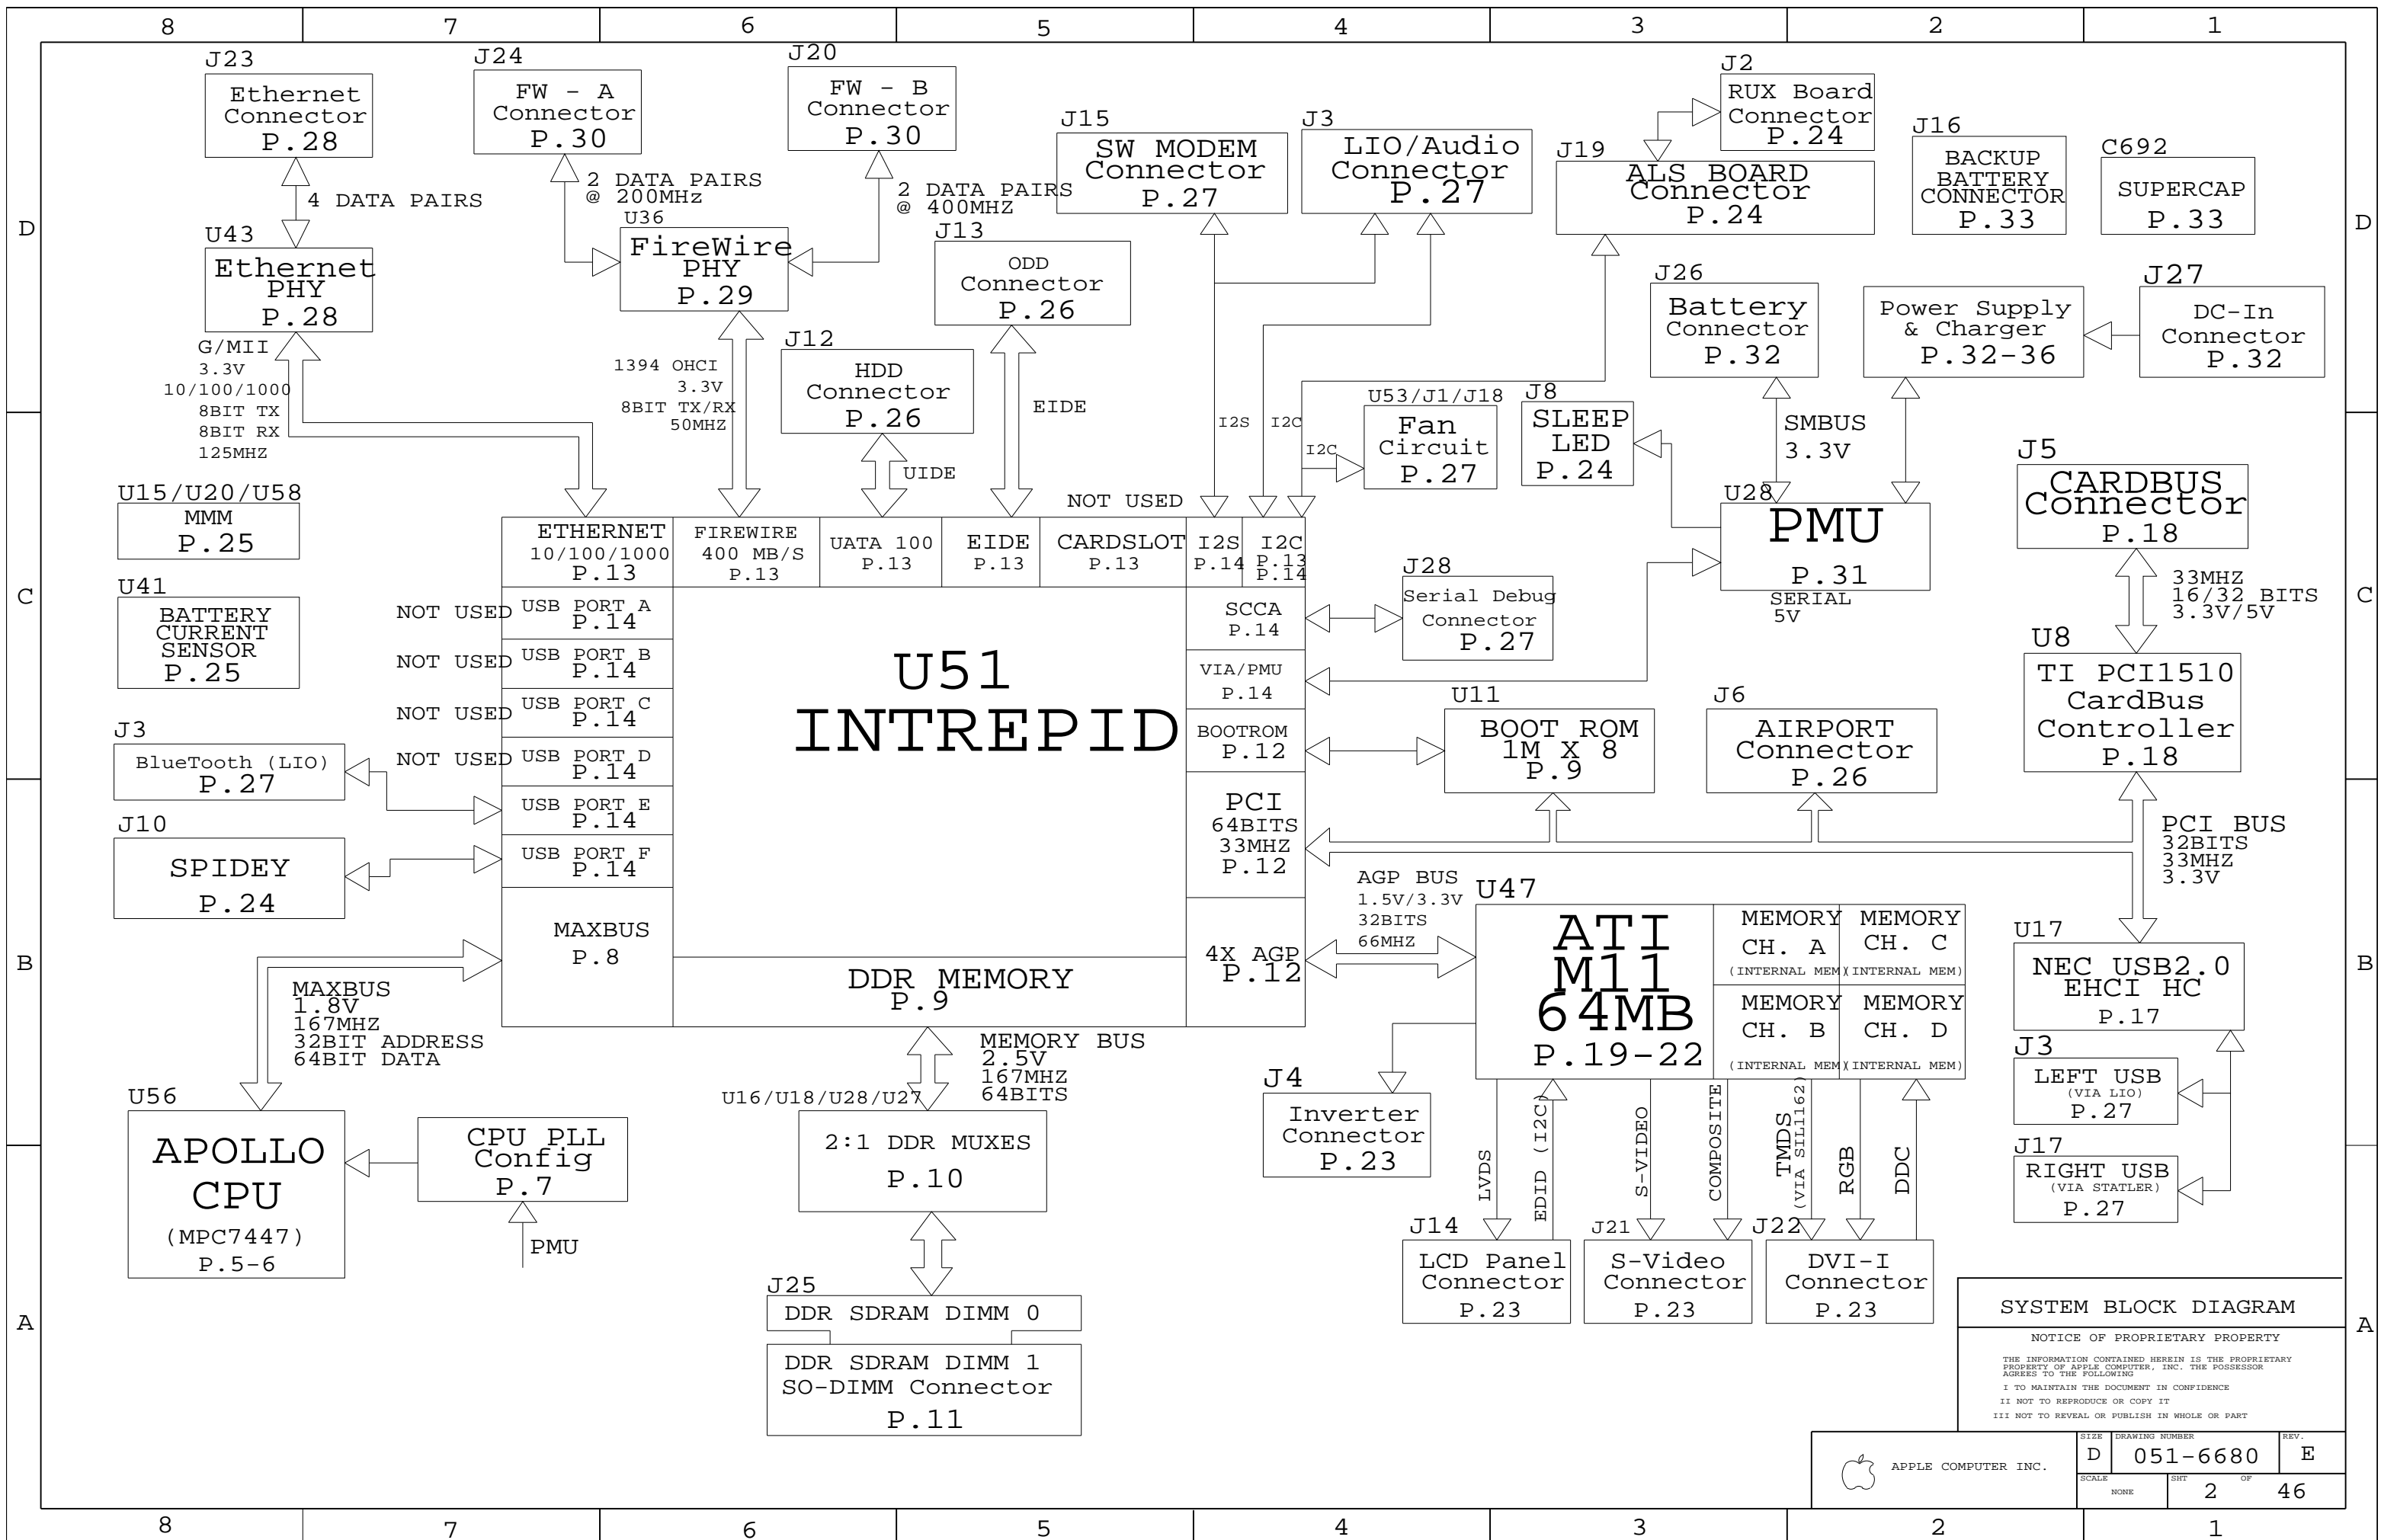 8 7 6 5 4 3 2 1
D
C
B
A
J23
Ethernet
Connector
P.28
4 DATA PAIRS
U43
Ethernet
PHY
P.28
G/MII
3.3V
10/100/1000
8BIT TX
8BIT RX
125MHZ
J24
FW - A
Connector
P.30
2 DATA PAIRS
@ 200MHz
J20
FW - B
Connector
P.30
2 DATA PAIRS
@ 400MHZ
U36
FireWire
PHY
P.29
1394 OHCI
3.3V
8BIT TX/RX
50MHZ
J13
ODD
Connector
P.26
EIDE
J12
HDD
Connector
P.26
UIDE
J15
SW MODEM
Connector
P.27
J3
LIO/Audio
Connector
P.27
I2S
I2C
I2C
J2
RUX Board
Connector
P.24
J19
ALS BOARD
Connector
P.24
J16
BACKUP
BATTERY
CONNECTOR
P.33
C692
SUPERCAP
P.33
J26
Battery
Connector
P.32
Power Supply
& Charger
P.32-36
J27
DC-In
Connector
P.32
U53/J1/J18
Fan
Circuit
P.27
J8
SLEEP
LED
P.24
SMBUS
3.3V
U28
PMU
P.31
SERIAL
5V
J5
CARDBUS
Connector
P.18
33MHZ
16/32 BITS
3.3V/5V
U8
TI PCI1510
CardBus
Controller
P.18
U15/U20/U58
MMM
P.25
U41
BATTERY
CURRENT
SENSOR
P.25
J3
BlueTooth (LIO)
P.27
J10
SPIDEY
P.24
NOT USED
ETHERNET
10/100/1000
P.13
FIREWIRE
400 MB/S
P.13
UATA 100
P.13
EIDE
P.13
CARDSLOT
P.13
I2S
P.14
I2C
P.13
P.14
NOT USED
USB PORT A
P.14
NOT USED
USB PORT B
P.14
NOT USED
USB PORT C
P.14
NOT USED
USB PORT D
P.14
USB PORT E
P.14
USB PORT F
P.14
MAXBUS
P.8
U51
INTREPID
DDR MEMORY
P.9
SCCA
P.14
VIA/PMU
P.14
BOOTROM
P.12
PCI
64BITS
33MHZ
P.12
4X AGP
P.12
J28
Serial Debug
Connector
P.27
U11
BOOT ROM
1M X 8
P.9
J6
AIRPORT
Connector
P.26
PCI BUS
32BITS
33MHZ
3.3V
AGP BUS
1.5V/3.3V
32BITS
66MHZ
U47
ATI
M11
64MB
P.19-22
MEMORY
CH. A
(INTERNAL MEM)
MEMORY
CH. C
(INTERNAL MEM)
MEMORY
CH. B
(INTERNAL MEM)
MEMORY
CH. D
(INTERNAL MEM)
U17
NEC USB2.0
EHCI HC
P.17
J3
LEFT USB
(VIA LIO)
P.27
J17
RIGHT USB
(VIA STATLER)
P.27
MAXBUS
1.8V
167MHZ
32BIT ADDRESS
64BIT DATA
U56
APOLLO
CPU
(MPC7447)
P.5-6
CPU PLL
Config
P.7
PMU
MEMORY BUS
2.5V
167MHZ
64BITS
U16/U18/U28/U27
2:1 DDR MUXES
P.10
J25
DDR SDRAM DIMM 0
DDR SDRAM DIMM 1
SO-DIMM Connector
P.11
J4
Inverter
Connector
P.23
LVDS
EDID (I2C)
S-VIDEO
COMPOSITE
TMDS
(VIA SIL1162)
RGB
DDC
J14
LCD Panel
Connector
P.23
J21
S-Video
Connector
P.23
J22
DVI-I
Connector
P.23
SYSTEM BLOCK DIAGRAM
NOTICE OF PROPRIETARY PROPERTY
THE INFORMATION CONTAINED HEREIN IS THE PROPRIETARY
PROPERTY OF APPLE COMPUTER, INC. THE POSSESSOR
AGREES TO THE FOLLOWING
I TO MAINTAIN THE DOCUMENT IN CONFIDENCE
II NOT TO REPRODUCE OR COPY IT
III NOT TO REVEAL OR PUBLISH IN WHOLE OR PART
APPLE COMPUTER INC.
SIZE
D
DRAWING NUMBER
051-6680
REV.
E
SCALE
NONE
SHT OF
2 46
D
C
B
A
8 7 6 5 4 3 2 1